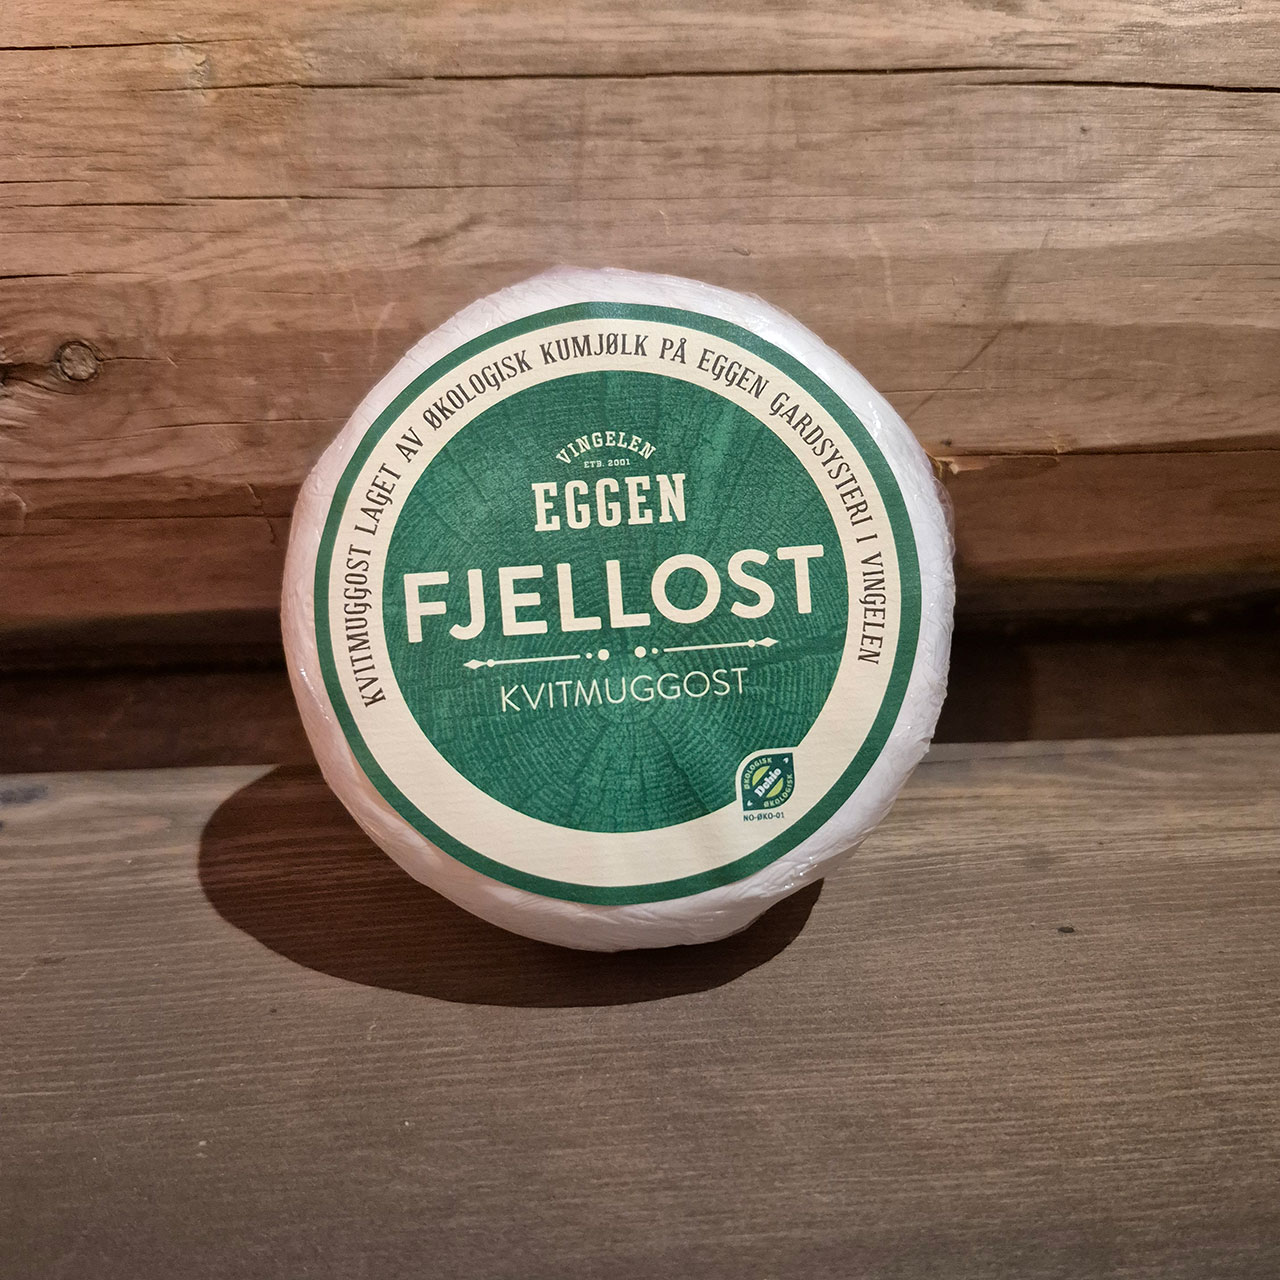 KVITMUGGOST LAGET AV ØKOLOGISK KUMJØLK PÅ EGGEN GARDSYSTERI I VINGELEN
VINGELEN
ETB. 2001
EGGEN
FJELLOST
KVITMUGGOST
ØKOLOGISK
Debio
ØKOLOGISK
NO-ØKO-01